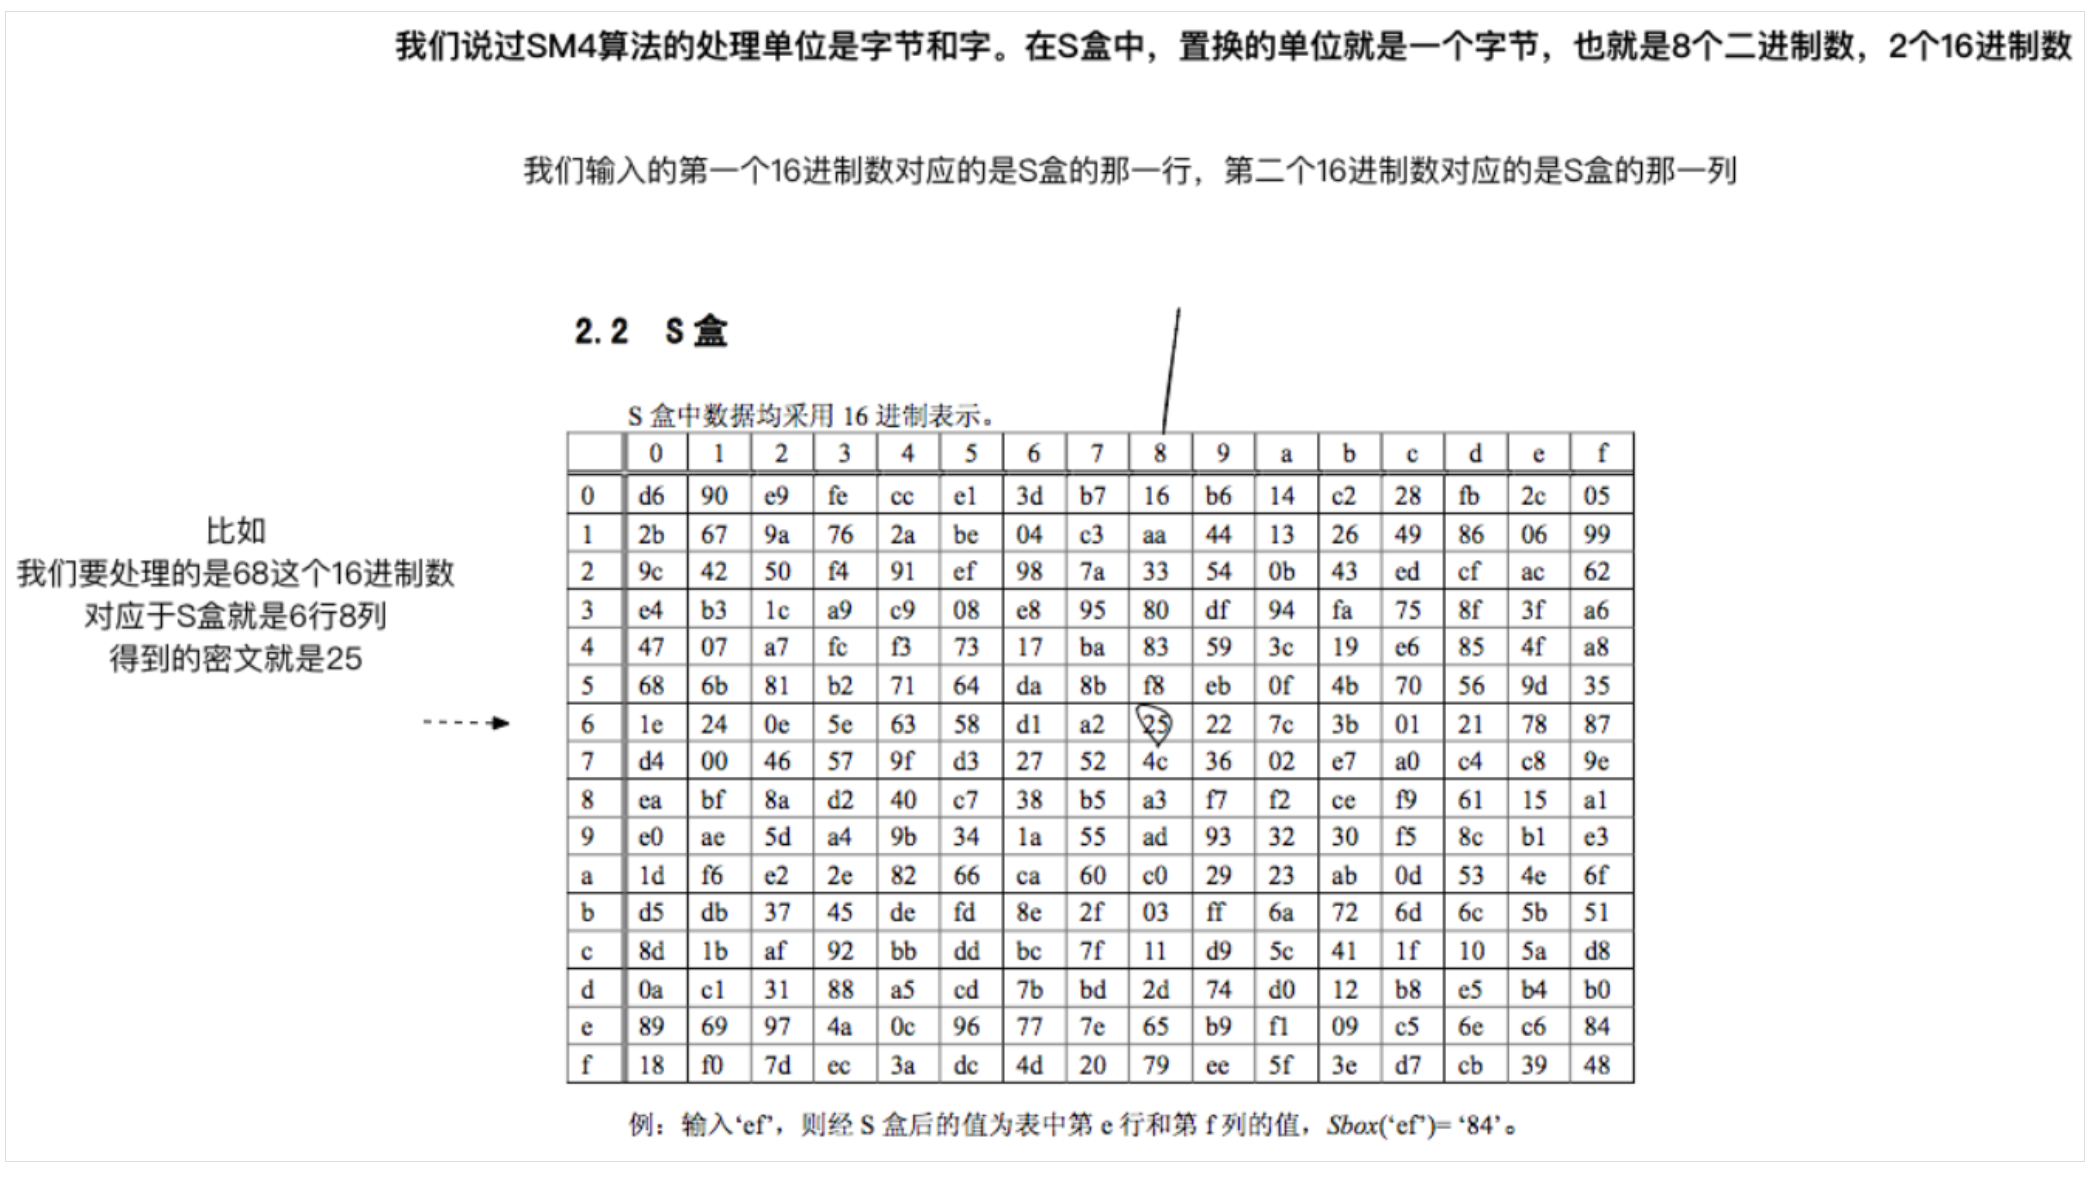 我们说过SM4算法的处理单位是字节和字。在S盒中，置换的单位就是一个字节，也就是8个二进制数，2个16进制数
我们输入的第一个16进制数对应的是S盒的那一行，第二个16进制数对应的是S盒的那一列
2.2 S 盒
S 盒中数据均采用 16 进制表示。
0 1 2 3 4 5 6 7 8 9 a b c d e f
0 d6 90 e9 fe cc e1 3d b7 16 b6 14 c2 28 fb 2c 05
1 2b 67 9a 76 2a be 04 c3 aa 44 13 26 49 86 06 99
2 9c 42 50 f4 91 ef 98 7a 33 54 0b 43 ed cf ac 62
3 e4 b3 1c a9 c9 08 e8 95 80 df 94 fa 75 8f 3f a6
4 47 07 a7 fc f3 73 17 ba 83 59 3c 19 e6 85 4f a8
5 68 6b 81 b2 71 64 da 8b f8 eb 0f 4b 70 56 9d 35
6 1e 24 0e 5e 63 58 d1 a2 25 22 7c 3b 01 21 78 87
7 d4 00 46 57 9f d3 27 52 4c 36 02 e7 a0 c4 c8 9e
8 ea bf 8a d2 40 c7 38 b5 a3 f7 f2 ce f9 61 15 a1
9 e0 ae 5d a4 9b 34 1a 55 ad 93 32 30 f5 8c b1 e3
a 1d f6 e2 2e 82 66 ca 60 c0 29 23 ab 0d 53 4e 6f
b d5 db 37 45 de fd 8e 2f 03 ff 6a 72 6d 6c 5b 51
c 8d 1b af 92 bb dd bc 7f 11 d9 5c 41 1f 10 5a d8
d 0a c1 31 88 a5 cd 7b bd 2d 74 d0 12 b8 e5 b4 b0
e 89 69 97 4a 0c 96 77 7e 65 b9 f1 09 c5 6e c6 84
f 18 f0 7d ec 3a dc 4d 20 79 ee 5f 3e d7 cb 39 48
比如
我们要处理的是68这个16进制数
对应于S盒就是6行8列
得到的密文就是25
例：输入‘ef’，则经 S 盒后的值为表中第 e 行和第 f 列的值，Sbox(‘ef’)= ‘84’。